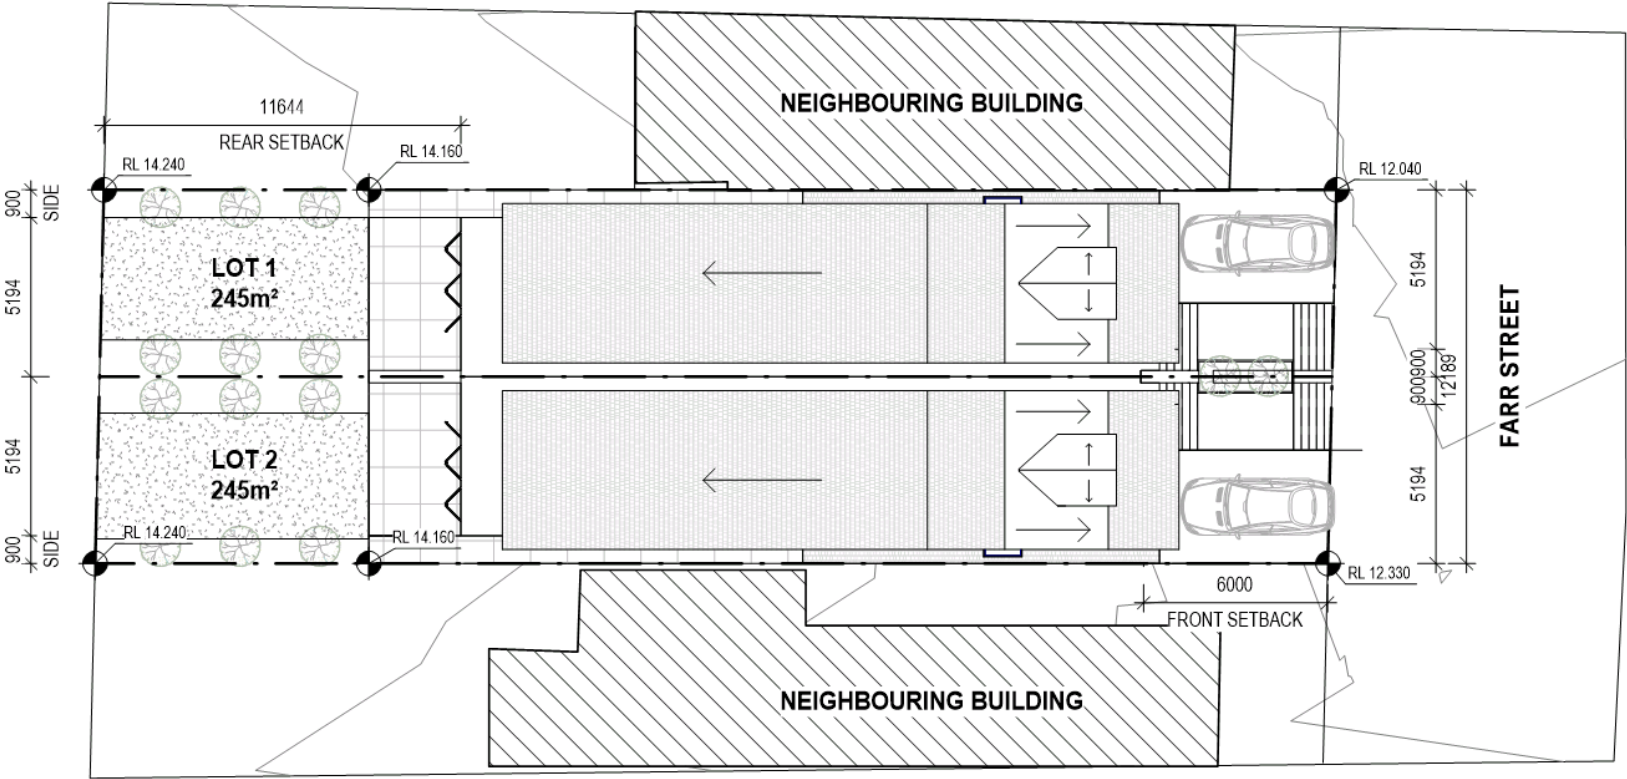 NEIGHBOURING BUILDING
11644
REAR SETBACK
RL 14.240
RL 14.160
RL 12.040
900
SIDE
5194
5194
900
SIDE
LOT 1
245m²
LOT 2
245m²
RL 14.240
RL 14.160
5194
900
900
12189
5194
FARR STREET
RL 12.330
6000
FRONT SETBACK
NEIGHBOURING BUILDING